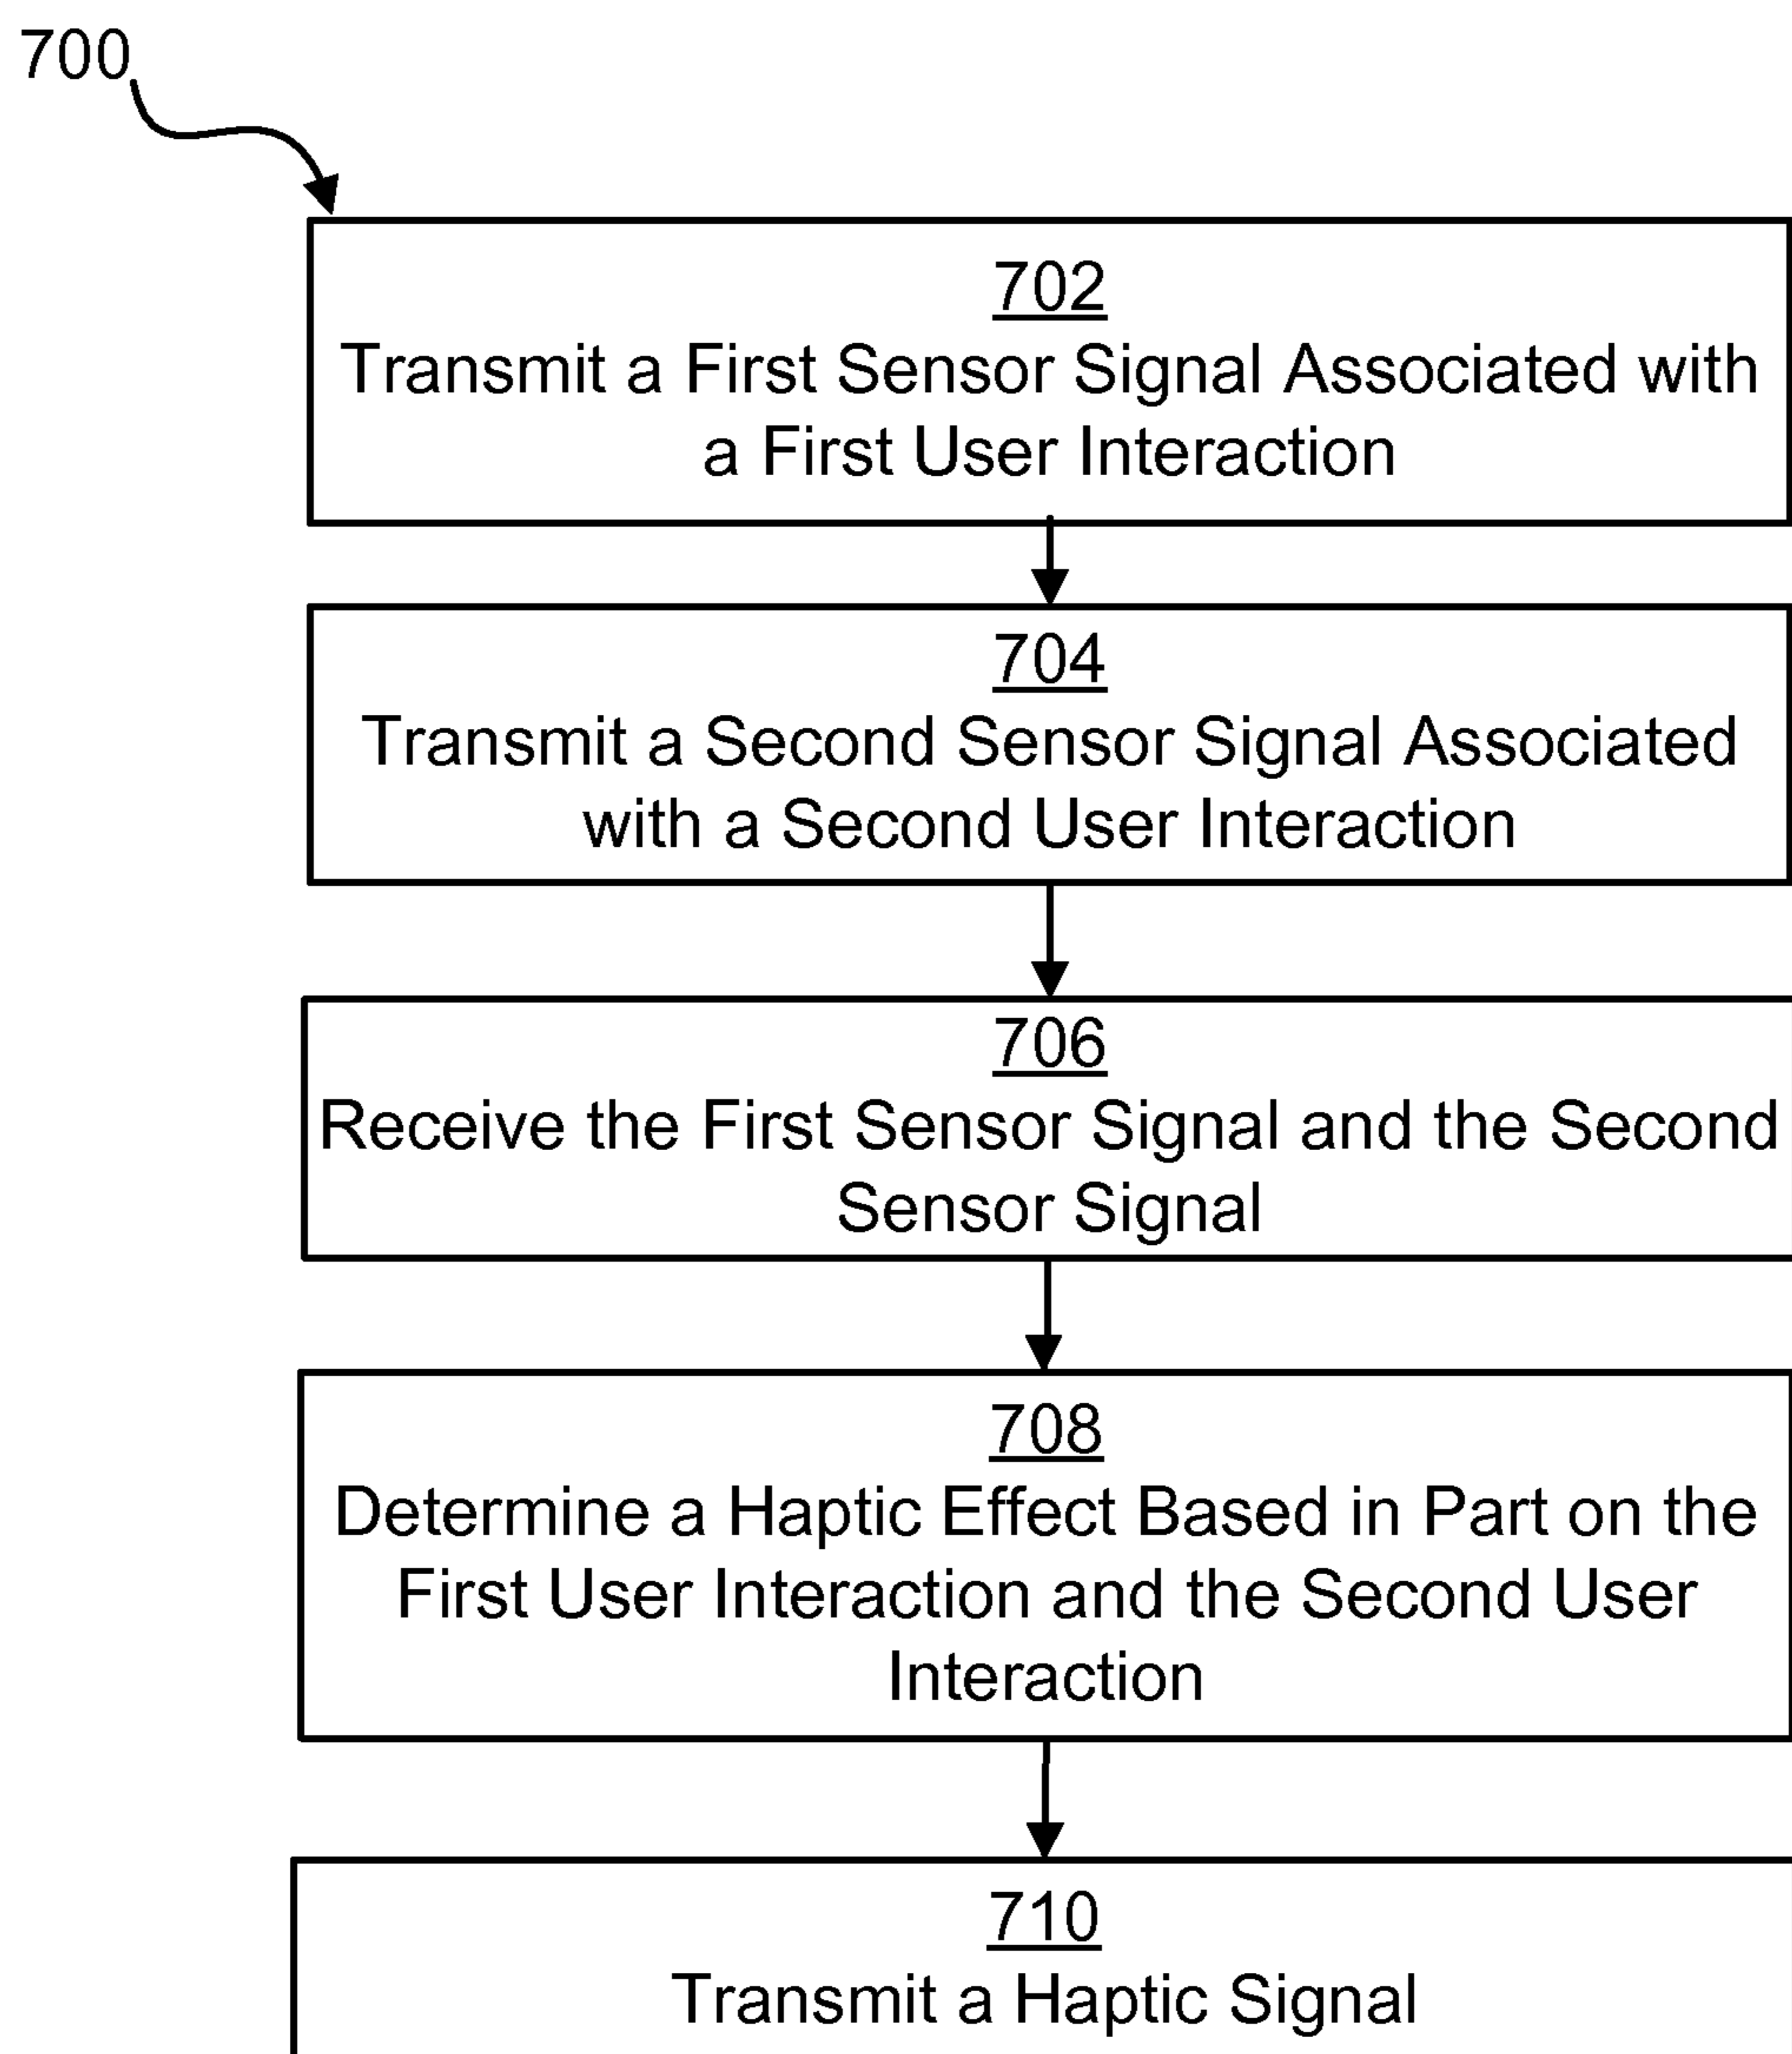 700
702
Transmit a First Sensor Signal Associated with
a First User Interaction
704
Transmit a Second Sensor Signal Associated
with a Second User Interaction
706
Receive the First Sensor Signal and the Second
Sensor Signal
708
Determine a Haptic Effect Based in Part on the
First User Interaction and the Second User
Interaction
710
Transmit a Haptic Signal